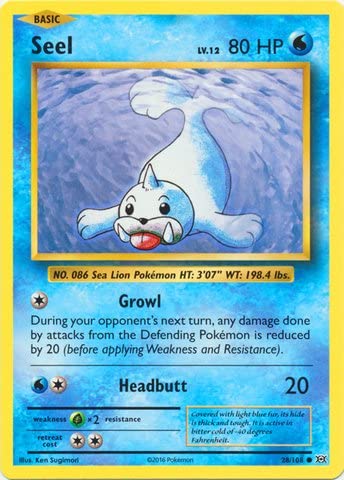 BASIC
Seel LV.12 80 HP
NO. 086 Sea Lion Pokémon HT: 3'07" WT: 198.4 lbs.
Growl
During your opponent's next turn, any damage done
by attacks from the Defending Pokémon is reduced
by 20 (before applying Weakness and Resistance).
Headbutt 20
weakness ×2 resistance
retreat
cost
Covered with light blue fur, its hide
is thick and tough. It is active in
bitter cold of -40 degrees
Fahrenheit.
Illus. Ken Sugimori ©2016 Pokémon 28/108